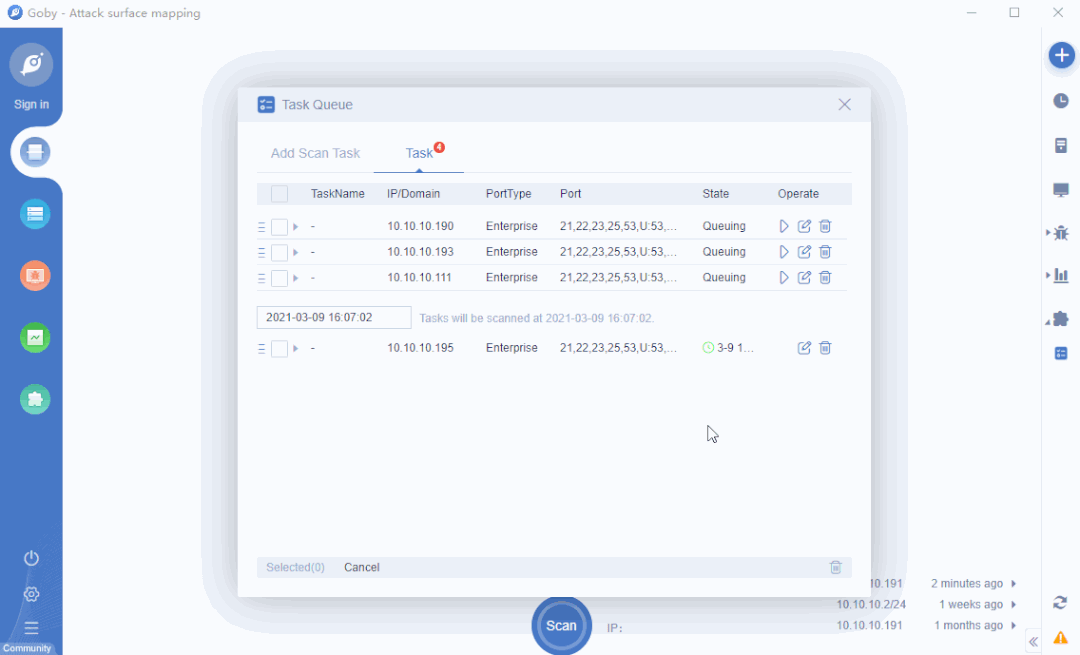 Goby - Attack surface mapping
Sign in
Task Queue
Add Scan Task Task 4
TaskName IP/Domain PortType Port State Operate
- 10.10.10.190 Enterprise 21,22,23,25,53,U:53,... Queuing
- 10.10.10.193 Enterprise 21,22,23,25,53,U:53,... Queuing
- 10.10.10.111 Enterprise 21,22,23,25,53,U:53,... Queuing
2021-03-09 16:07:02 Tasks will be scanned at 2021-03-09 16:07:02.
- 10.10.10.195 Enterprise 21,22,23,25,53,U:53,... 3-9 1...
Selected(0) Cancel
10.191 2 minutes ago
10.10.10.2/24 1 weeks ago
Scan IP: 10.10.10.191 1 months ago
Community